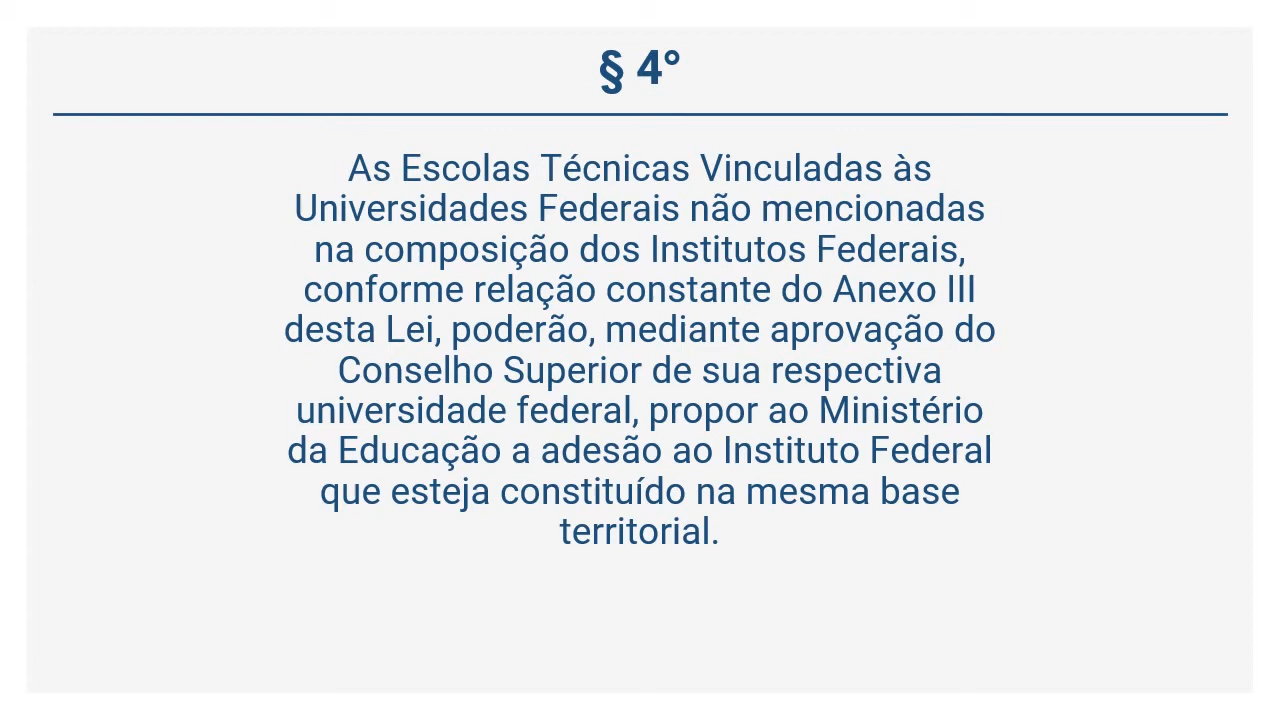 § 4°
As Escolas Técnicas Vinculadas às
Universidades Federais não mencionadas
na composição dos Institutos Federais,
conforme relação constante do Anexo III
desta Lei, poderão, mediante aprovação do
Conselho Superior de sua respectiva
universidade federal, propor ao Ministério
da Educação a adesão ao Instituto Federal
que esteja constituído na mesma base
territorial.